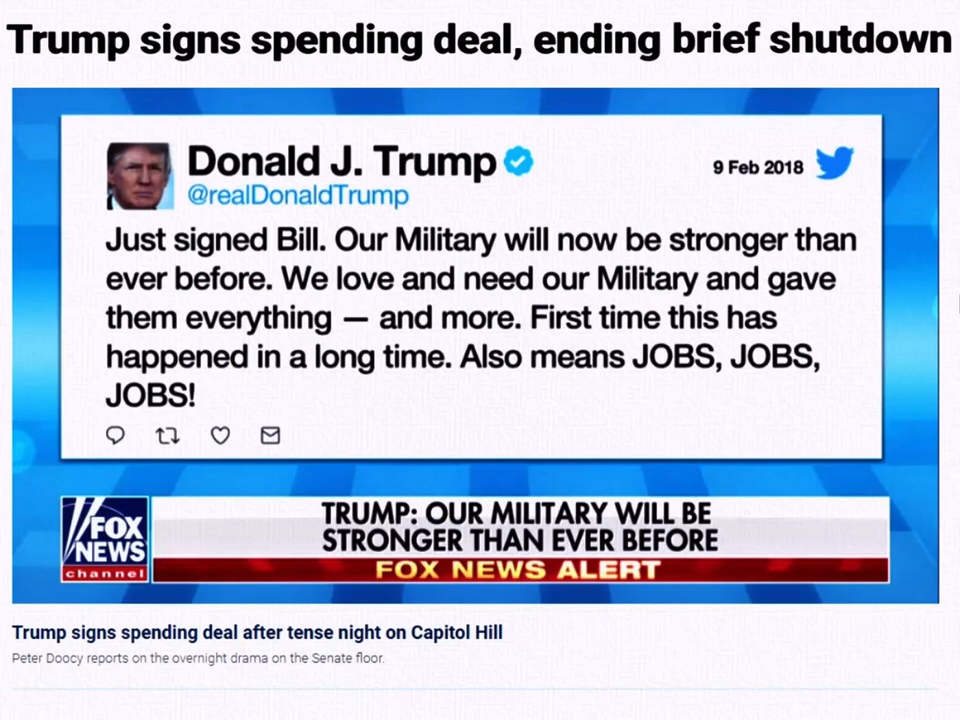 Trump signs spending deal, ending brief shutdown
Donald J. Trump
@realDonaldTrump
9 Feb 2018
Just signed Bill. Our Military will now be stronger than
ever before. We love and need our Military and gave
them everything — and more. First time this has
happened in a long time. Also means JOBS, JOBS,
JOBS!
FOX
NEWS
channel
TRUMP: OUR MILITARY WILL BE
STRONGER THAN EVER BEFORE
FOX NEWS ALERT
Trump signs spending deal after tense night on Capitol Hill
Peter Doocy reports on the overnight drama on the Senate floor.